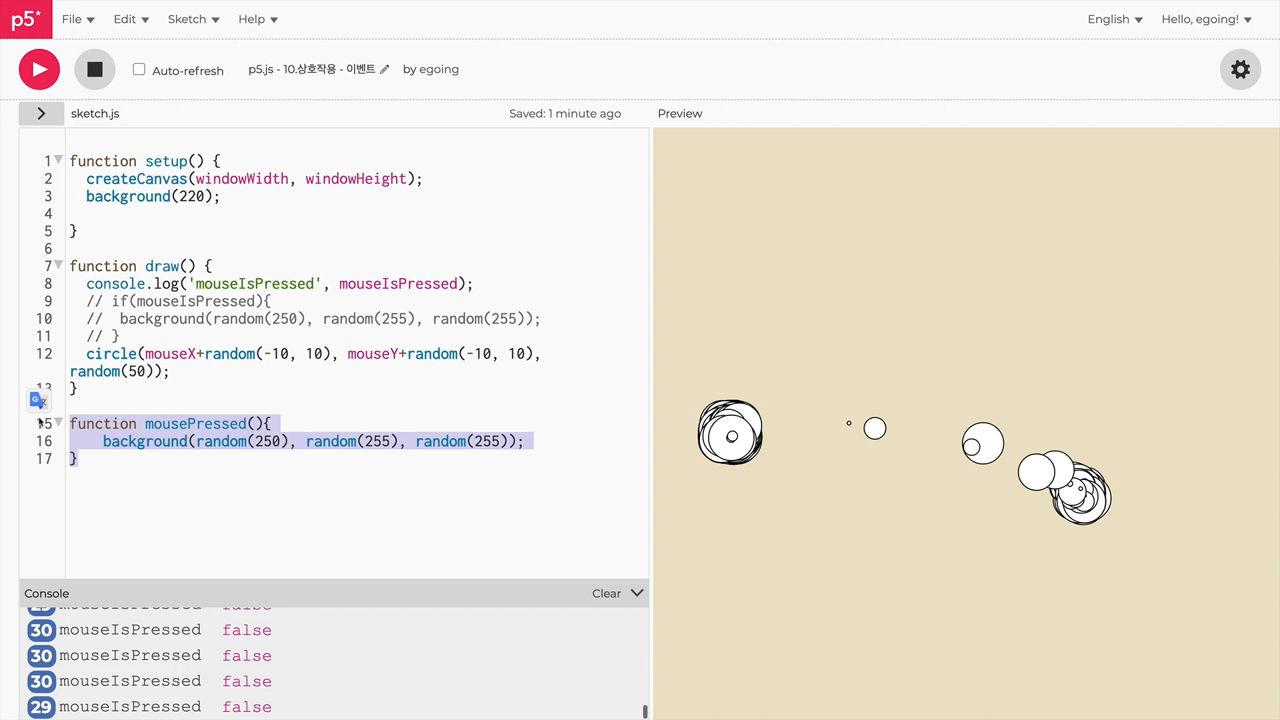 p5*
File Edit Sketch Help English Hello, egoing!
Auto-refresh p5.js - 10.상호작용 - 이벤트 by egoing
sketch.js Saved: 1 minute ago Preview
1 function setup() {
2 createCanvas(windowWidth, windowHeight);
3 background(220);
4
5 }
6
7 function draw() {
8 console.log('mouseIsPressed', mouseIsPressed);
9 // if(mouseIsPressed){
10 // background(random(250), random(255), random(255));
11 // }
12 circle(mouseX+random(-10, 10), mouseY+random(-10, 10),
random(50));
13 }
15 function mousePressed(){
16 background(random(250), random(255), random(255));
17 }
Console Clear
29 mouseIsPressed false
30 mouseIsPressed false
30 mouseIsPressed false
30 mouseIsPressed false
29 mouseIsPressed false